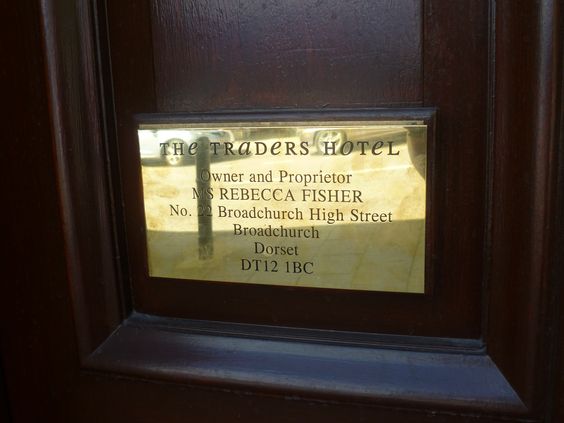 THe TRaDERS HOTeL
Owner and Proprietor
MS REBECCA FISHER
No. 22 Broadchurch High Street
Broadchurch
Dorset
DT12 1BC